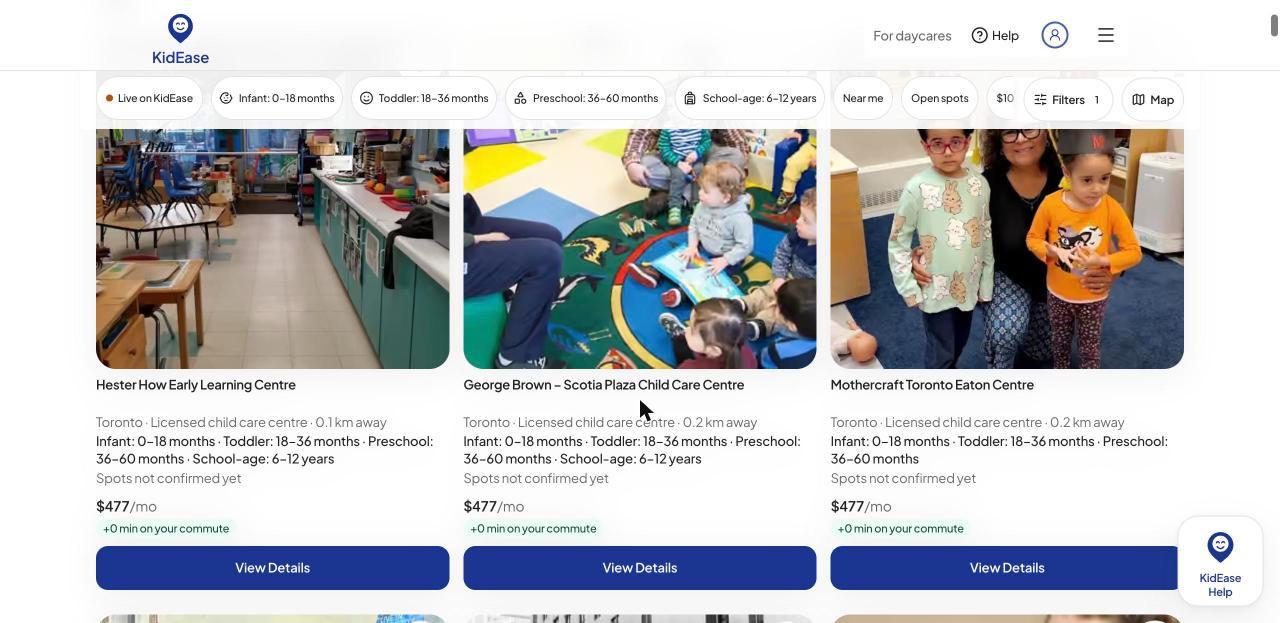 KidEase
For daycares
Help
Live on KidEase
Infant: 0–18 months
Toddler: 18–36 months
Preschool: 36–60 months
School-age: 6–12 years
Near me
Open spots
$10
Filters 1
Map
Hester How Early Learning Centre
Toronto · Licensed child care centre · 0.1 km away
Infant: 0–18 months · Toddler: 18–36 months · Preschool:
36–60 months · School-age: 6–12 years
Spots not confirmed yet
$477/mo
+0 min on your commute
View Details
George Brown – Scotia Plaza Child Care Centre
Toronto · Licensed child care centre · 0.2 km away
Infant: 0–18 months · Toddler: 18–36 months · Preschool:
36–60 months · School-age: 6–12 years
Spots not confirmed yet
$477/mo
+0 min on your commute
View Details
Mothercraft Toronto Eaton Centre
Toronto · Licensed child care centre · 0.2 km away
Infant: 0–18 months · Toddler: 18–36 months · Preschool:
36–60 months
Spots not confirmed yet
$477/mo
+0 min on your commute
View Details
KidEase
Help